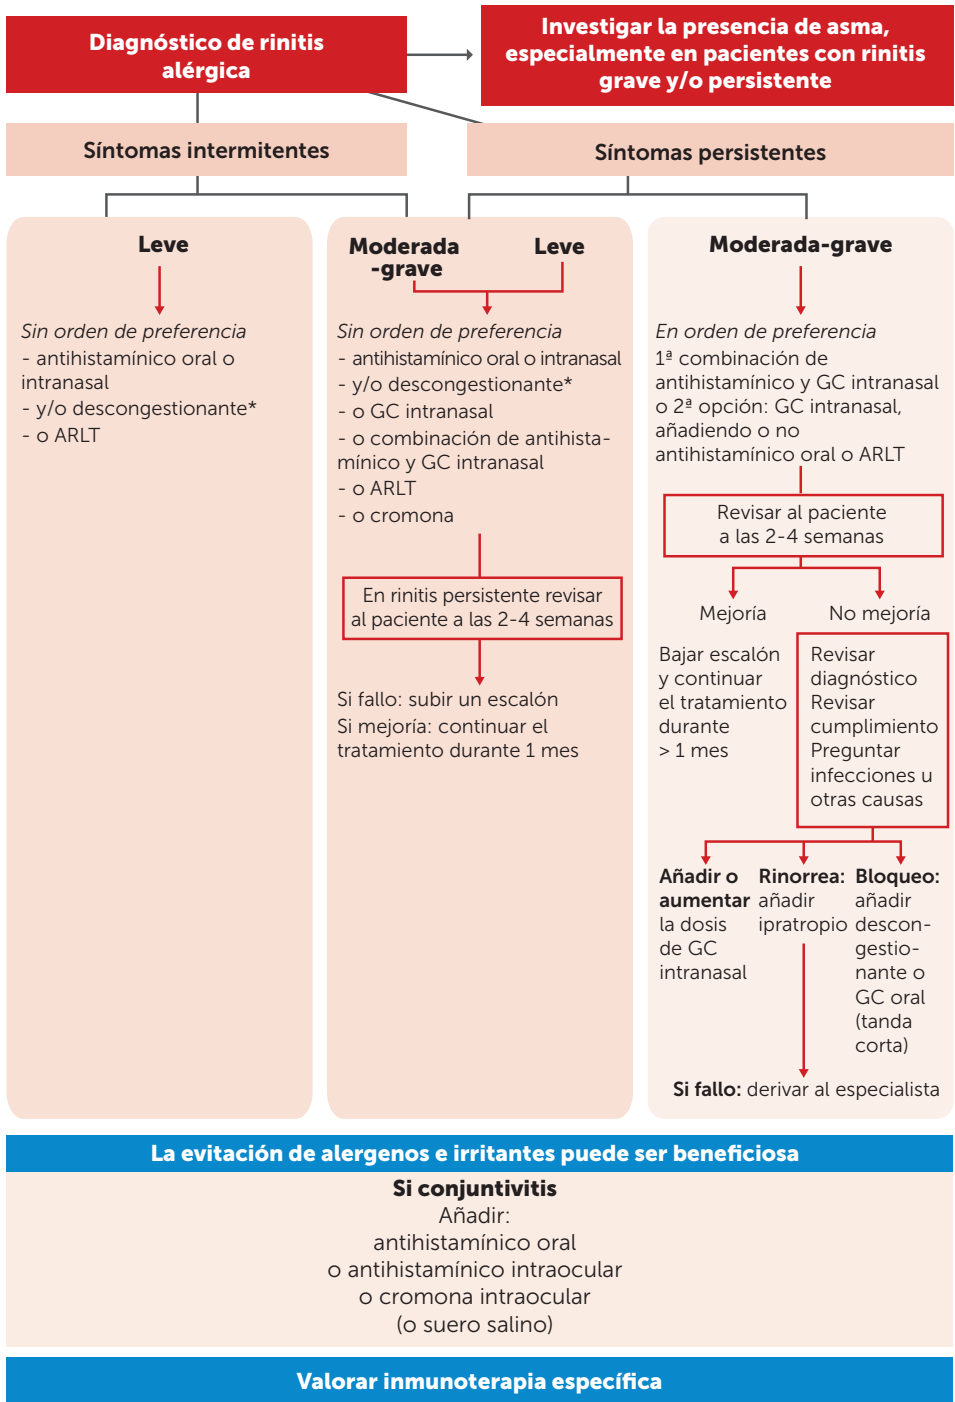 Diagnóstico de rinitis
alérgica
Investigar la presencia de asma,
especialmente en pacientes con rinitis
grave y/o persistente
Síntomas intermitentes
Síntomas persistentes
Leve
Sin orden de preferencia
- antihistamínico oral o
intranasal
- y/o descongestionante*
- o ARLT
Moderada
-grave
Leve
Sin orden de preferencia
- antihistamínico oral o intranasal
- y/o descongestionante*
- o GC intranasal
- o combinación de antihista-
mínico y GC intranasal
- o ARLT
- o cromona
En rinitis persistente revisar
al paciente a las 2-4 semanas
Si fallo: subir un escalón
Si mejoría: continuar el
tratamiento durante 1 mes
Moderada-grave
En orden de preferencia
1ª combinación de
antihistamínico y GC intranasal
o 2ª opción: GC intranasal,
añadiendo o no
antihistamínico oral o ARLT
Revisar al paciente
a las 2-4 semanas
Mejoría
Bajar escalón
y continuar
el tratamiento
durante
> 1 mes
No mejoría
Revisar
diagnóstico
Revisar
cumplimiento
Preguntar
infecciones u
otras causas
Añadir o
aumentar
la dosis
de GC
intranasal
Rinorrea:
añadir
ipratropio
Bloqueo:
añadir
descon-
gestio-
nante o
GC oral
(tanda
corta)
Si fallo: derivar al especialista
La evitación de alergenos e irritantes puede ser beneficiosa
Si conjuntivitis
Añadir:
antihistamínico oral
o antihistamínico intraocular
o cromona intraocular
(o suero salino)
Valorar inmunoterapia específica